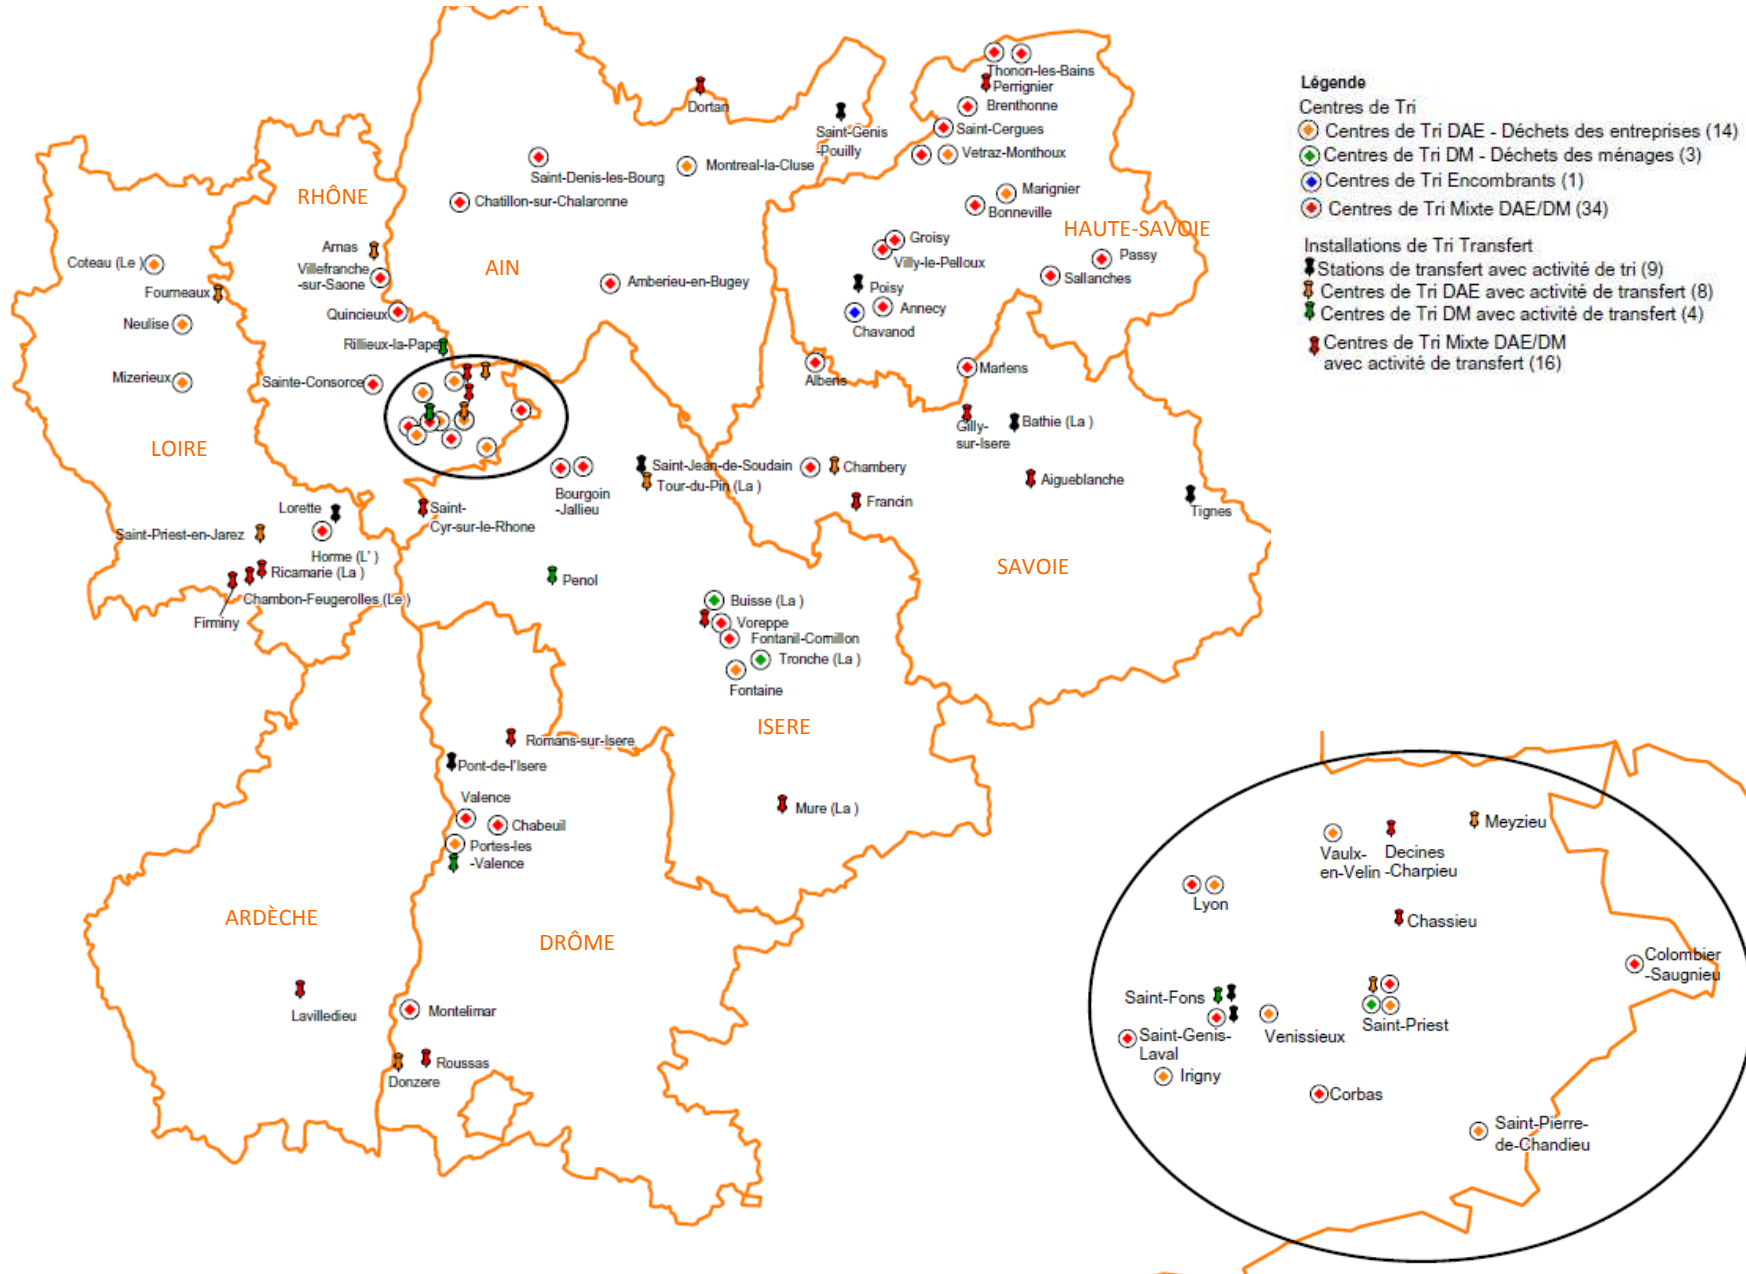 Légende
Centres de Tri
Centres de Tri DAE - Déchets des entreprises (14)
Centres de Tri DM - Déchets des ménages (3)
Centres de Tri Encombrants (1)
Centres de Tri Mixte DAE/DM (34)
Installations de Tri Transfert
Stations de transfert avec activité de tri (9)
Centres de Tri DAE avec activité de transfert (8)
Centres de Tri DM avec activité de transfert (4)
Centres de Tri Mixte DAE/DM
avec activité de transfert (16)
Thonon-les-Bains
Perrignier
Brenthonne
Saint-Cergues
Vetraz-Monthoux
Marignier
Bonneville
HAUTE-SAVOIE
Groisy
Villy-le-Pelloux
Passy
Sallanches
Poisy
Annecy
Chavanod
Dortan
Saint-Genis
-Pouilly
Montreal-la-Cluse
Saint-Denis-les-Bourg
Chatillon-sur-Chalaronne
AIN
Amberieu-en-Bugey
RHÔNE
Arnas
Villefranche
-sur-Saone
Quincieux
Rillieux-la-Pape
Sainte-Consorce
Coteau (Le )
Fourneaux
Neulise
Mizerieux
LOIRE
Albens
Marlens
Gilly-
sur-Isere
Bathie (La )
Aigueblanche
Tignes
Chambery
Francin
SAVOIE
Saint-Jean-de-Soudain
Tour-du-Pin (La )
Bourgoin
-Jallieu
Saint-
Cyr-sur-le-Rhone
Lorette
Saint-Priest-en-Jarez
Horme (L' )
Ricamarie (La )
Chambon-Feugerolles (Le )
Firminy
Penol
Buisse (La )
Voreppe
Fontanil-Cornillon
Tronche (La )
Fontaine
ISERE
Romans-sur-Isere
Pont-de-l'Isere
Mure (La )
Valence
Chabeuil
Portes-les
-Valence
ARDÈCHE
DRÔME
Lavilledieu
Montelimar
Roussas
Donzere
Meyzieu
Vaulx-
en-Velin
Decines
-Charpieu
Lyon
Chassieu
Colombier
-Saugnieu
Saint-Fons
Saint-Priest
Venissieux
Saint-Genis-
Laval
Irigny
Corbas
Saint-Pierre-
de-Chandieu